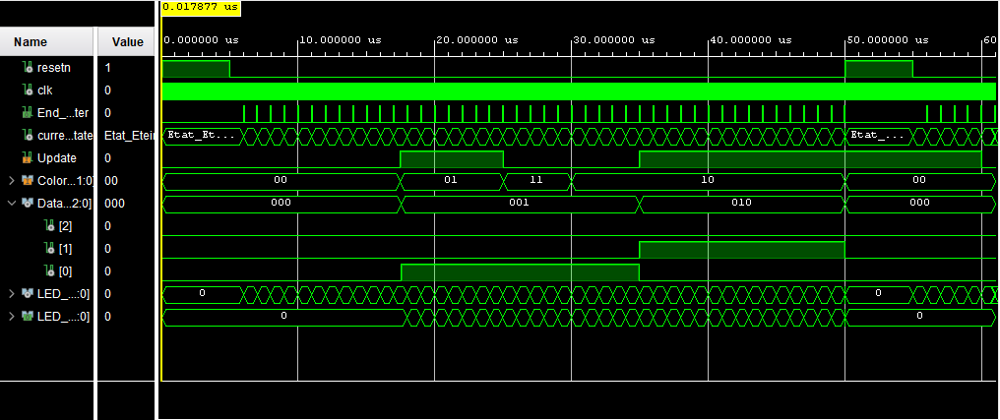 0.017877 us
Name Value
0.000000 us 10.000000 us 20.000000 us 30.000000 us 40.000000 us 50.000000 us 60
resetn 1
clk 0
End_...ter 0
curre...tate Etat_Etein Etat_Et... Etat_...
Update 0
Color...1:0] 00 00 01 11 10 00
Data...2:0] 000 000 001 010 000
[2] 0
[1] 0
[0] 0
LED_...:0] 0 0 0
LED_...:0] 0 0 0